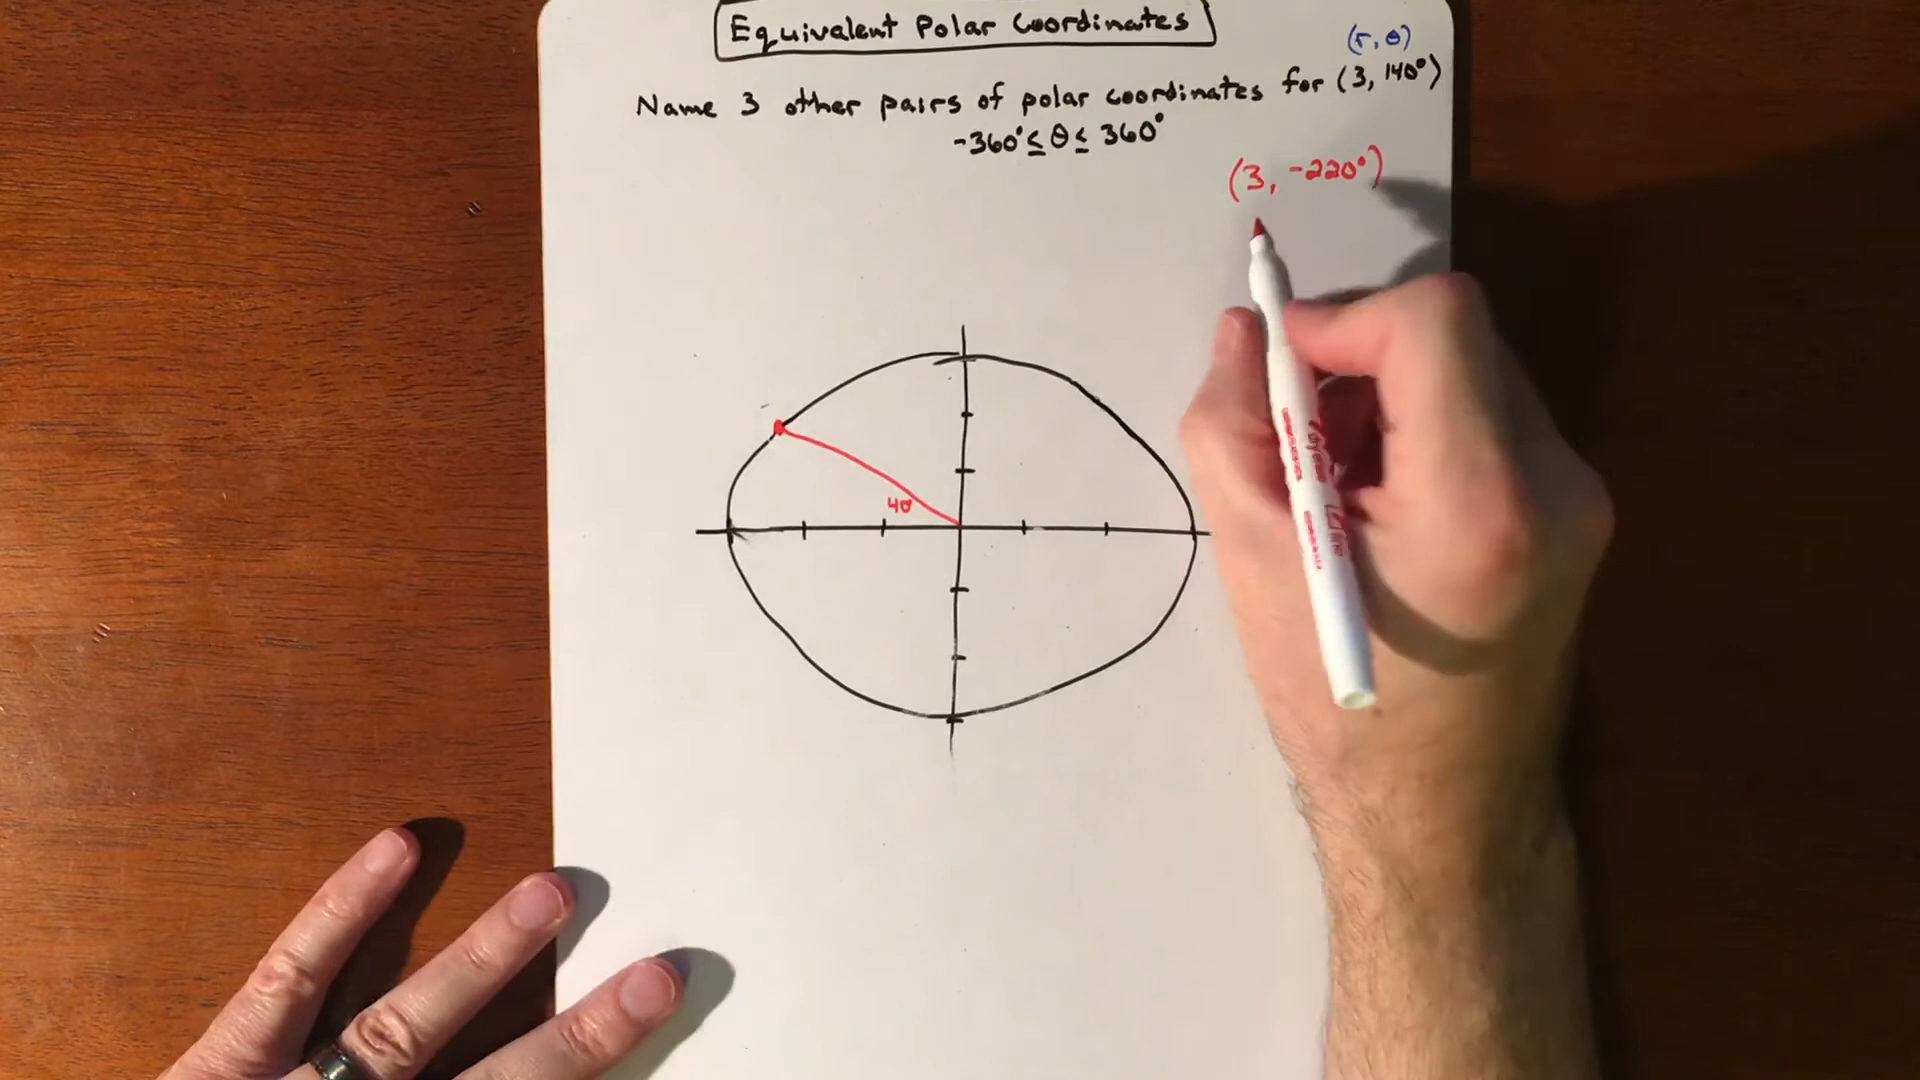 Equivalent Polar Coordinates
(r, θ)
Name 3 other pairs of polar coordinates for (3, 140°)
-360° ≤ θ ≤ 360°
(3, -220°)
40